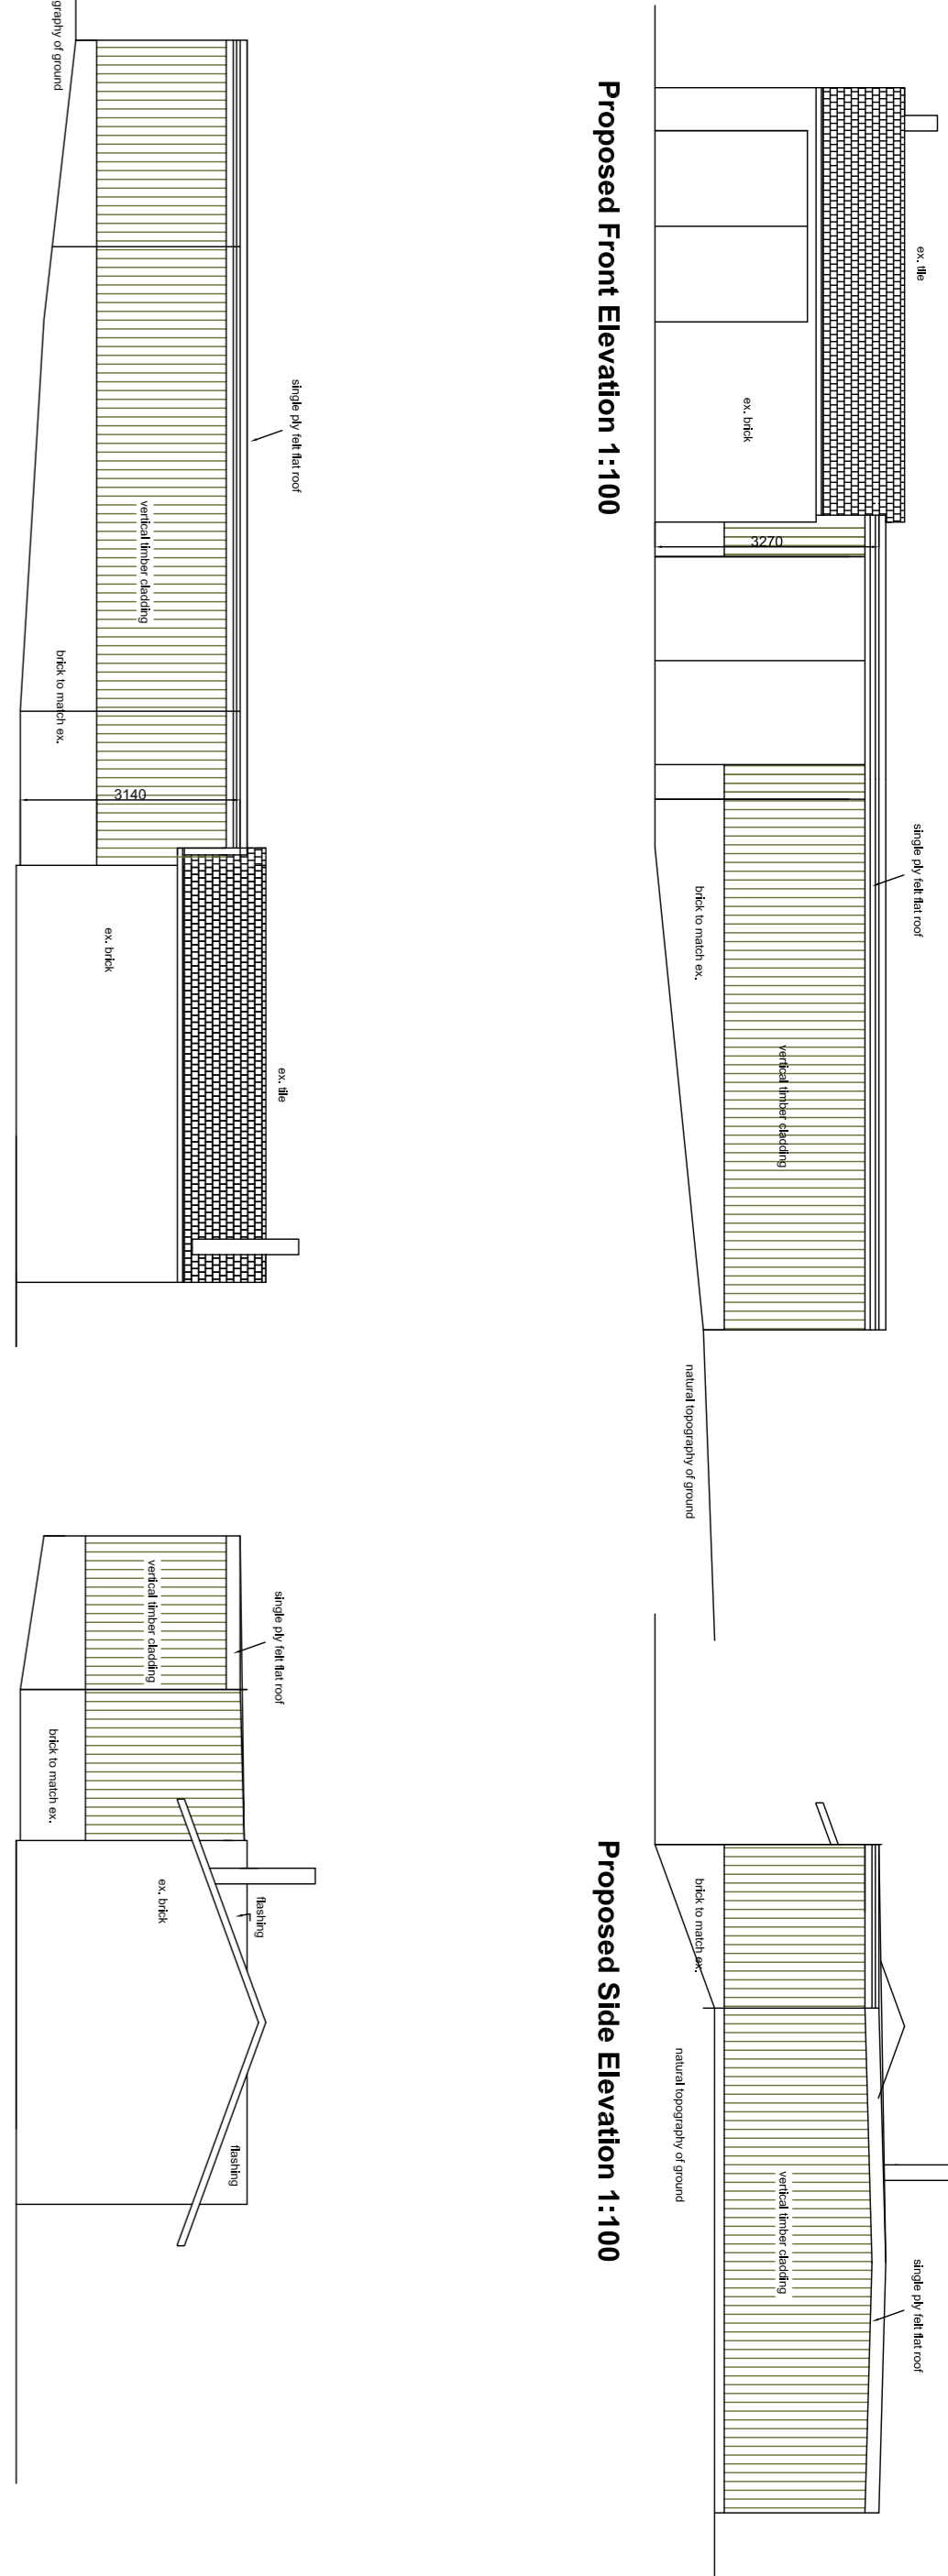 ex. tile
ex. brick
3270
single ply felt flat roof
brick to match ex.
vertical timber cladding
natural topography of ground
Proposed Front Elevation 1:100
single ply felt flat roof
brick to match ex.
vertical timber cladding
natural topography of ground
Proposed Side Elevation 1:100
single ply felt flat roof
vertical timber cladding
brick to match ex.
3140
ex. tile
ex. brick
of ground
single ply felt flat roof
vertical timber cladding
brick to match ex.
flashing
ex. brick
flashing